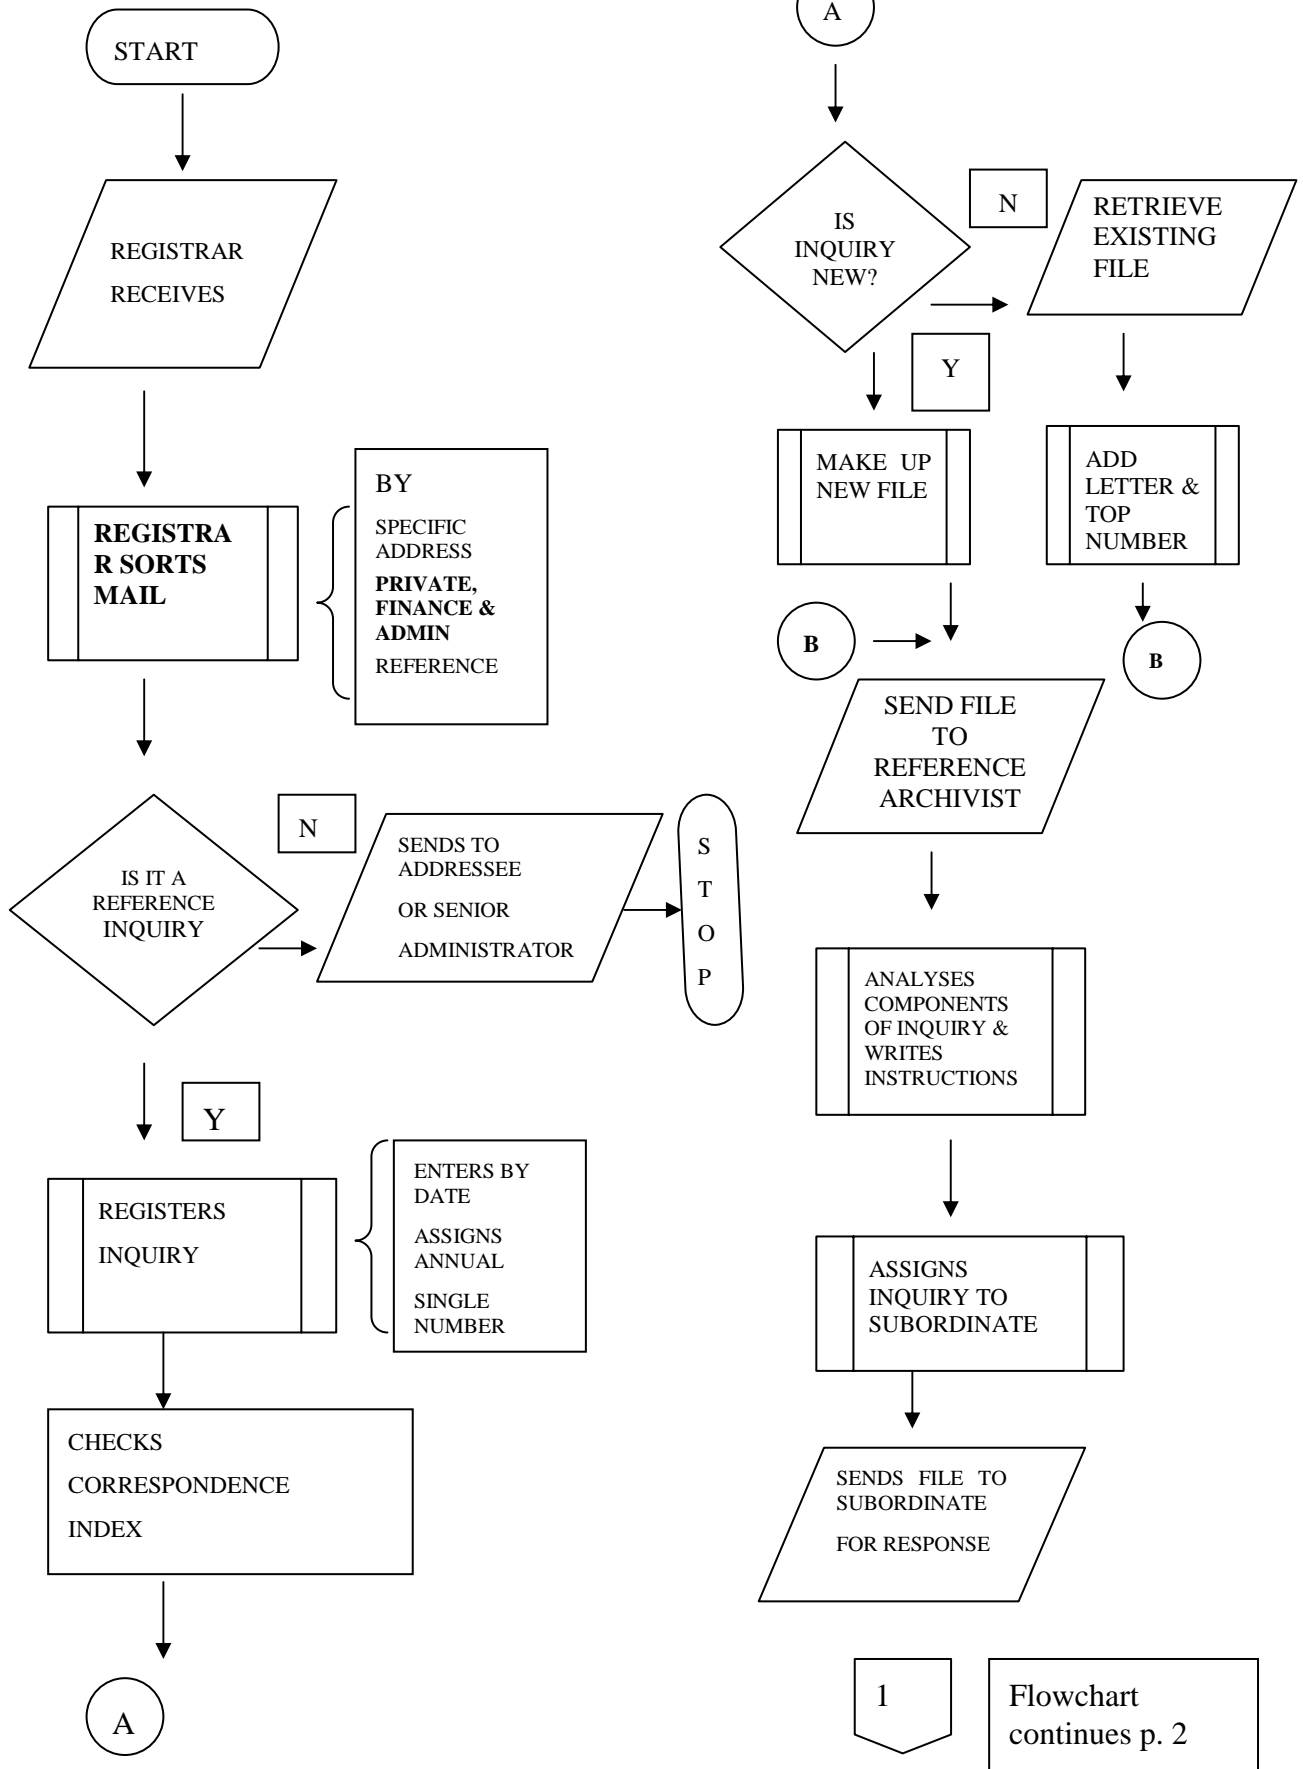 START
REGISTRAR
RECEIVES
REGISTRA
R SORTS
MAIL
BY
SPECIFIC
ADDRESS
PRIVATE,
FINANCE &
ADMIN
REFERENCE
IS IT A
REFERENCE
INQUIRY
N
SENDS TO
ADDRESSEE
OR SENIOR
ADMINISTRATOR
S
T
O
P
Y
REGISTERS
INQUIRY
ENTERS BY
DATE
ASSIGNS
ANNUAL
SINGLE
NUMBER
CHECKS
CORRESPONDENCE
INDEX
A
A
IS
INQUIRY
NEW?
N
RETRIEVE
EXISTING
FILE
Y
MAKE UP
NEW FILE
ADD
LETTER &
TOP
NUMBER
B
B
SEND FILE
TO
REFERENCE
ARCHIVIST
ANALYSES
COMPONENTS
OF INQUIRY &
WRITES
INSTRUCTIONS
ASSIGNS
INQUIRY TO
SUBORDINATE
SENDS FILE TO
SUBORDINATE
FOR RESPONSE
1
Flowchart
continues p. 2